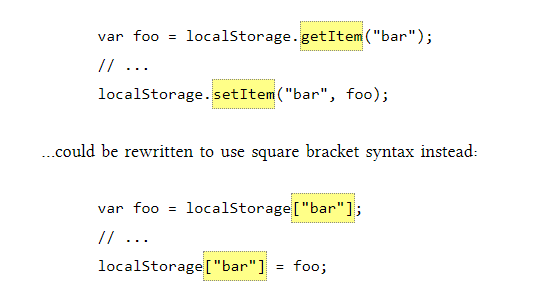 var foo = localStorage.getItem("bar");
// ...
localStorage.setItem("bar", foo);
...could be rewritten to use square bracket syntax instead:
var foo = localStorage["bar"];
// ...
localStorage["bar"] = foo;